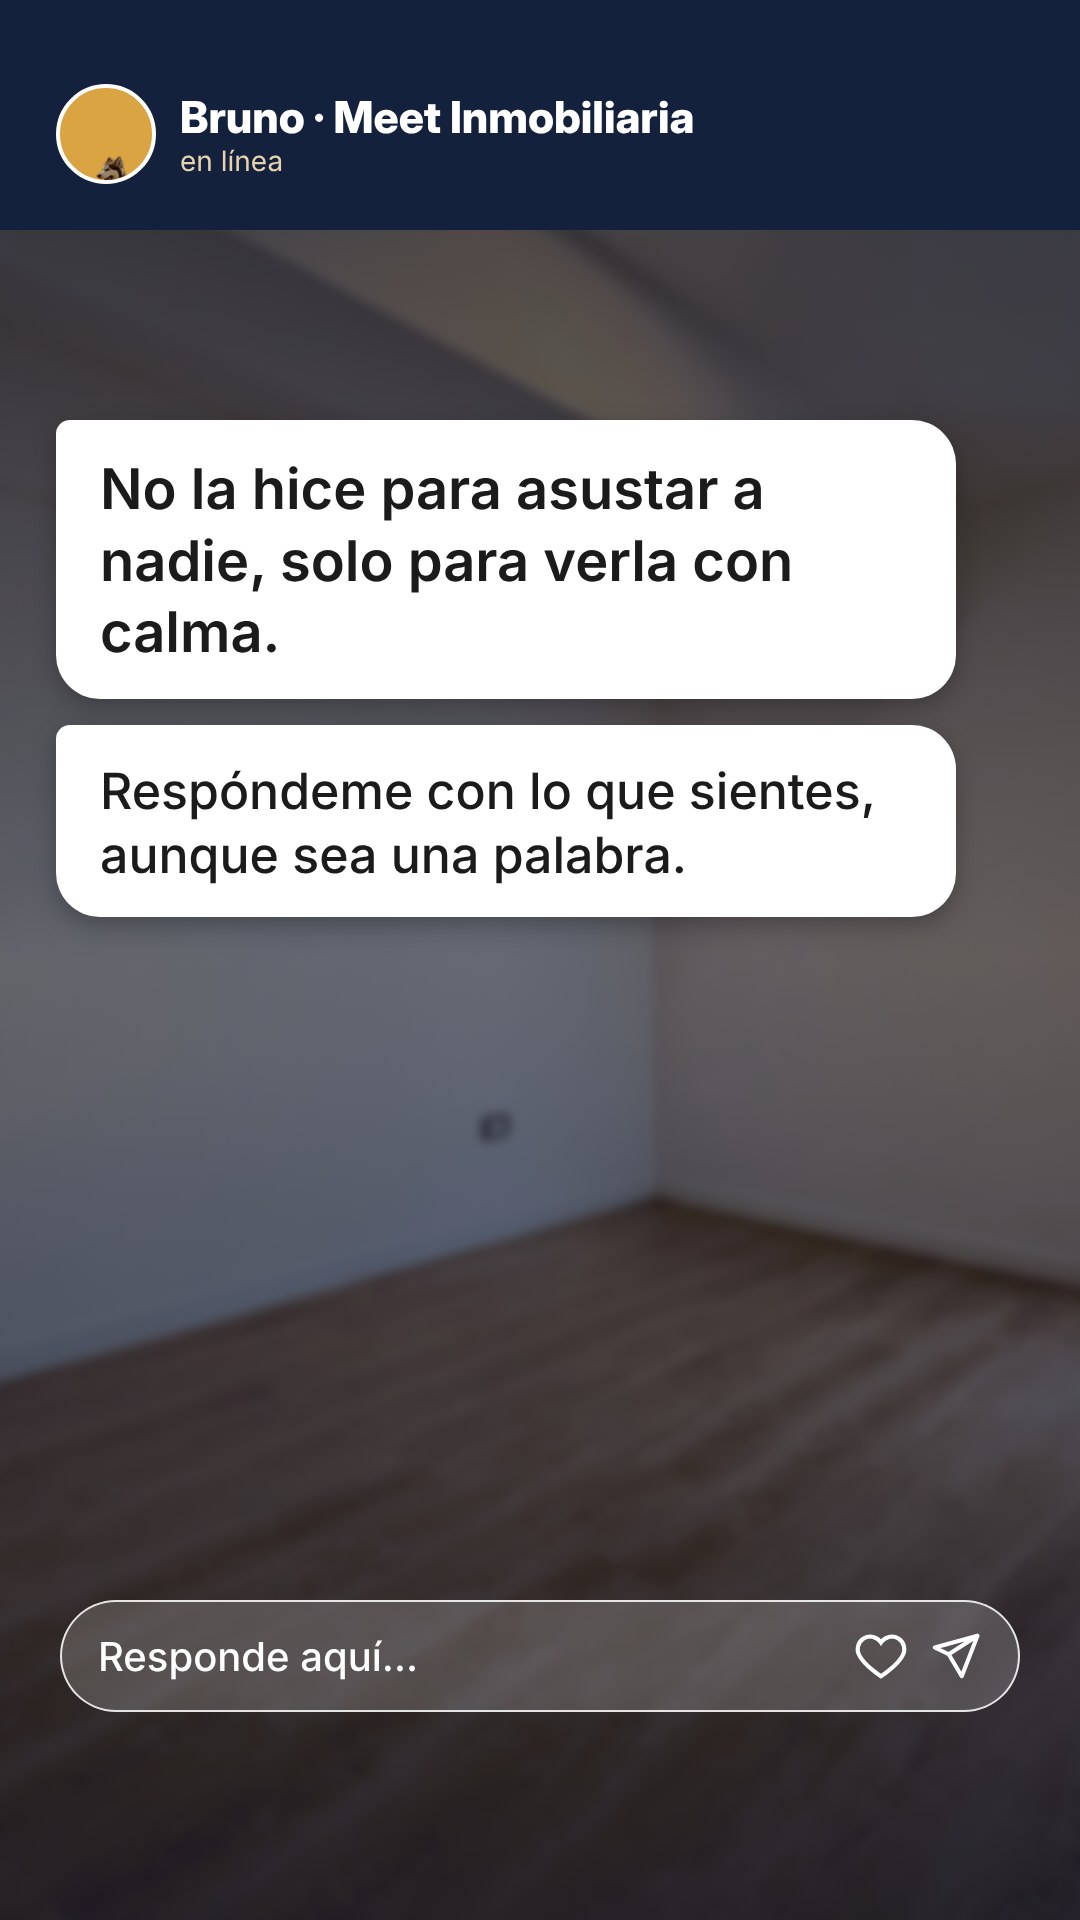 Bruno · Meet Inmobiliaria
en línea
No la hice para asustar a
nadie, solo para verla con
calma.
Respóndeme con lo que sientes,
aunque sea una palabra.
Responde aquí...